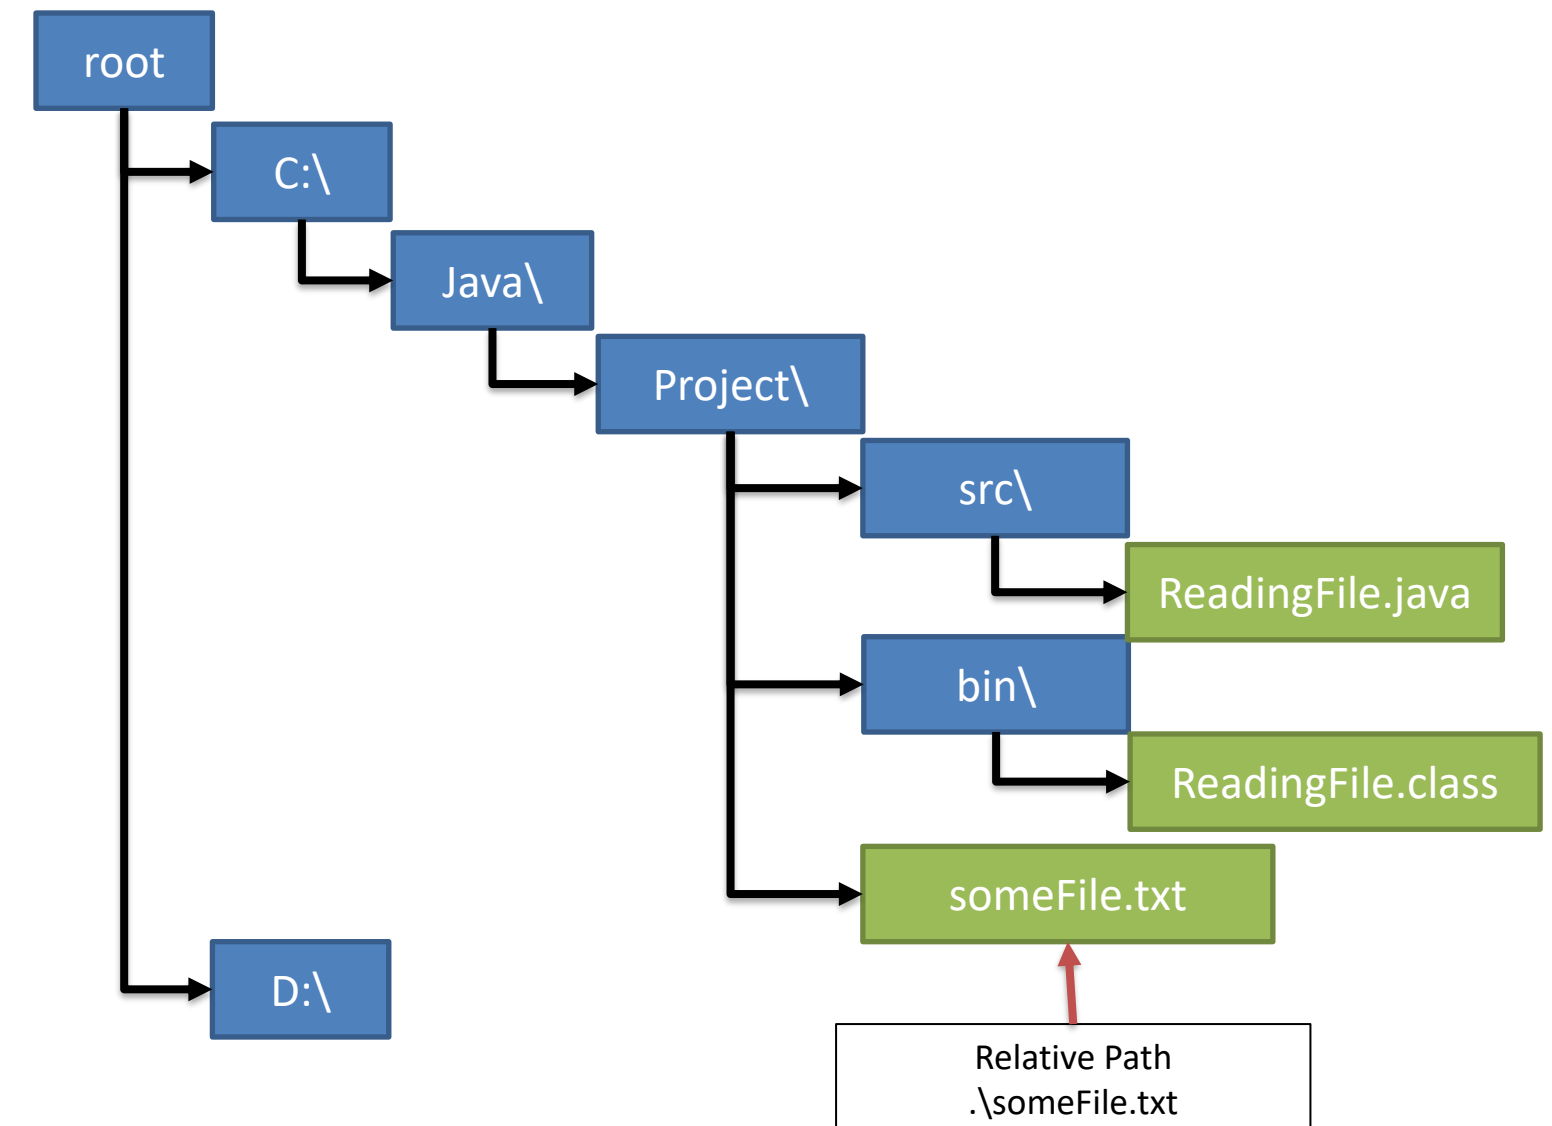 root
C:\
Java\
Project\
src\
ReadingFile.java
bin\
ReadingFile.class
someFile.txt
D:\
Relative Path
.\someFile.txt